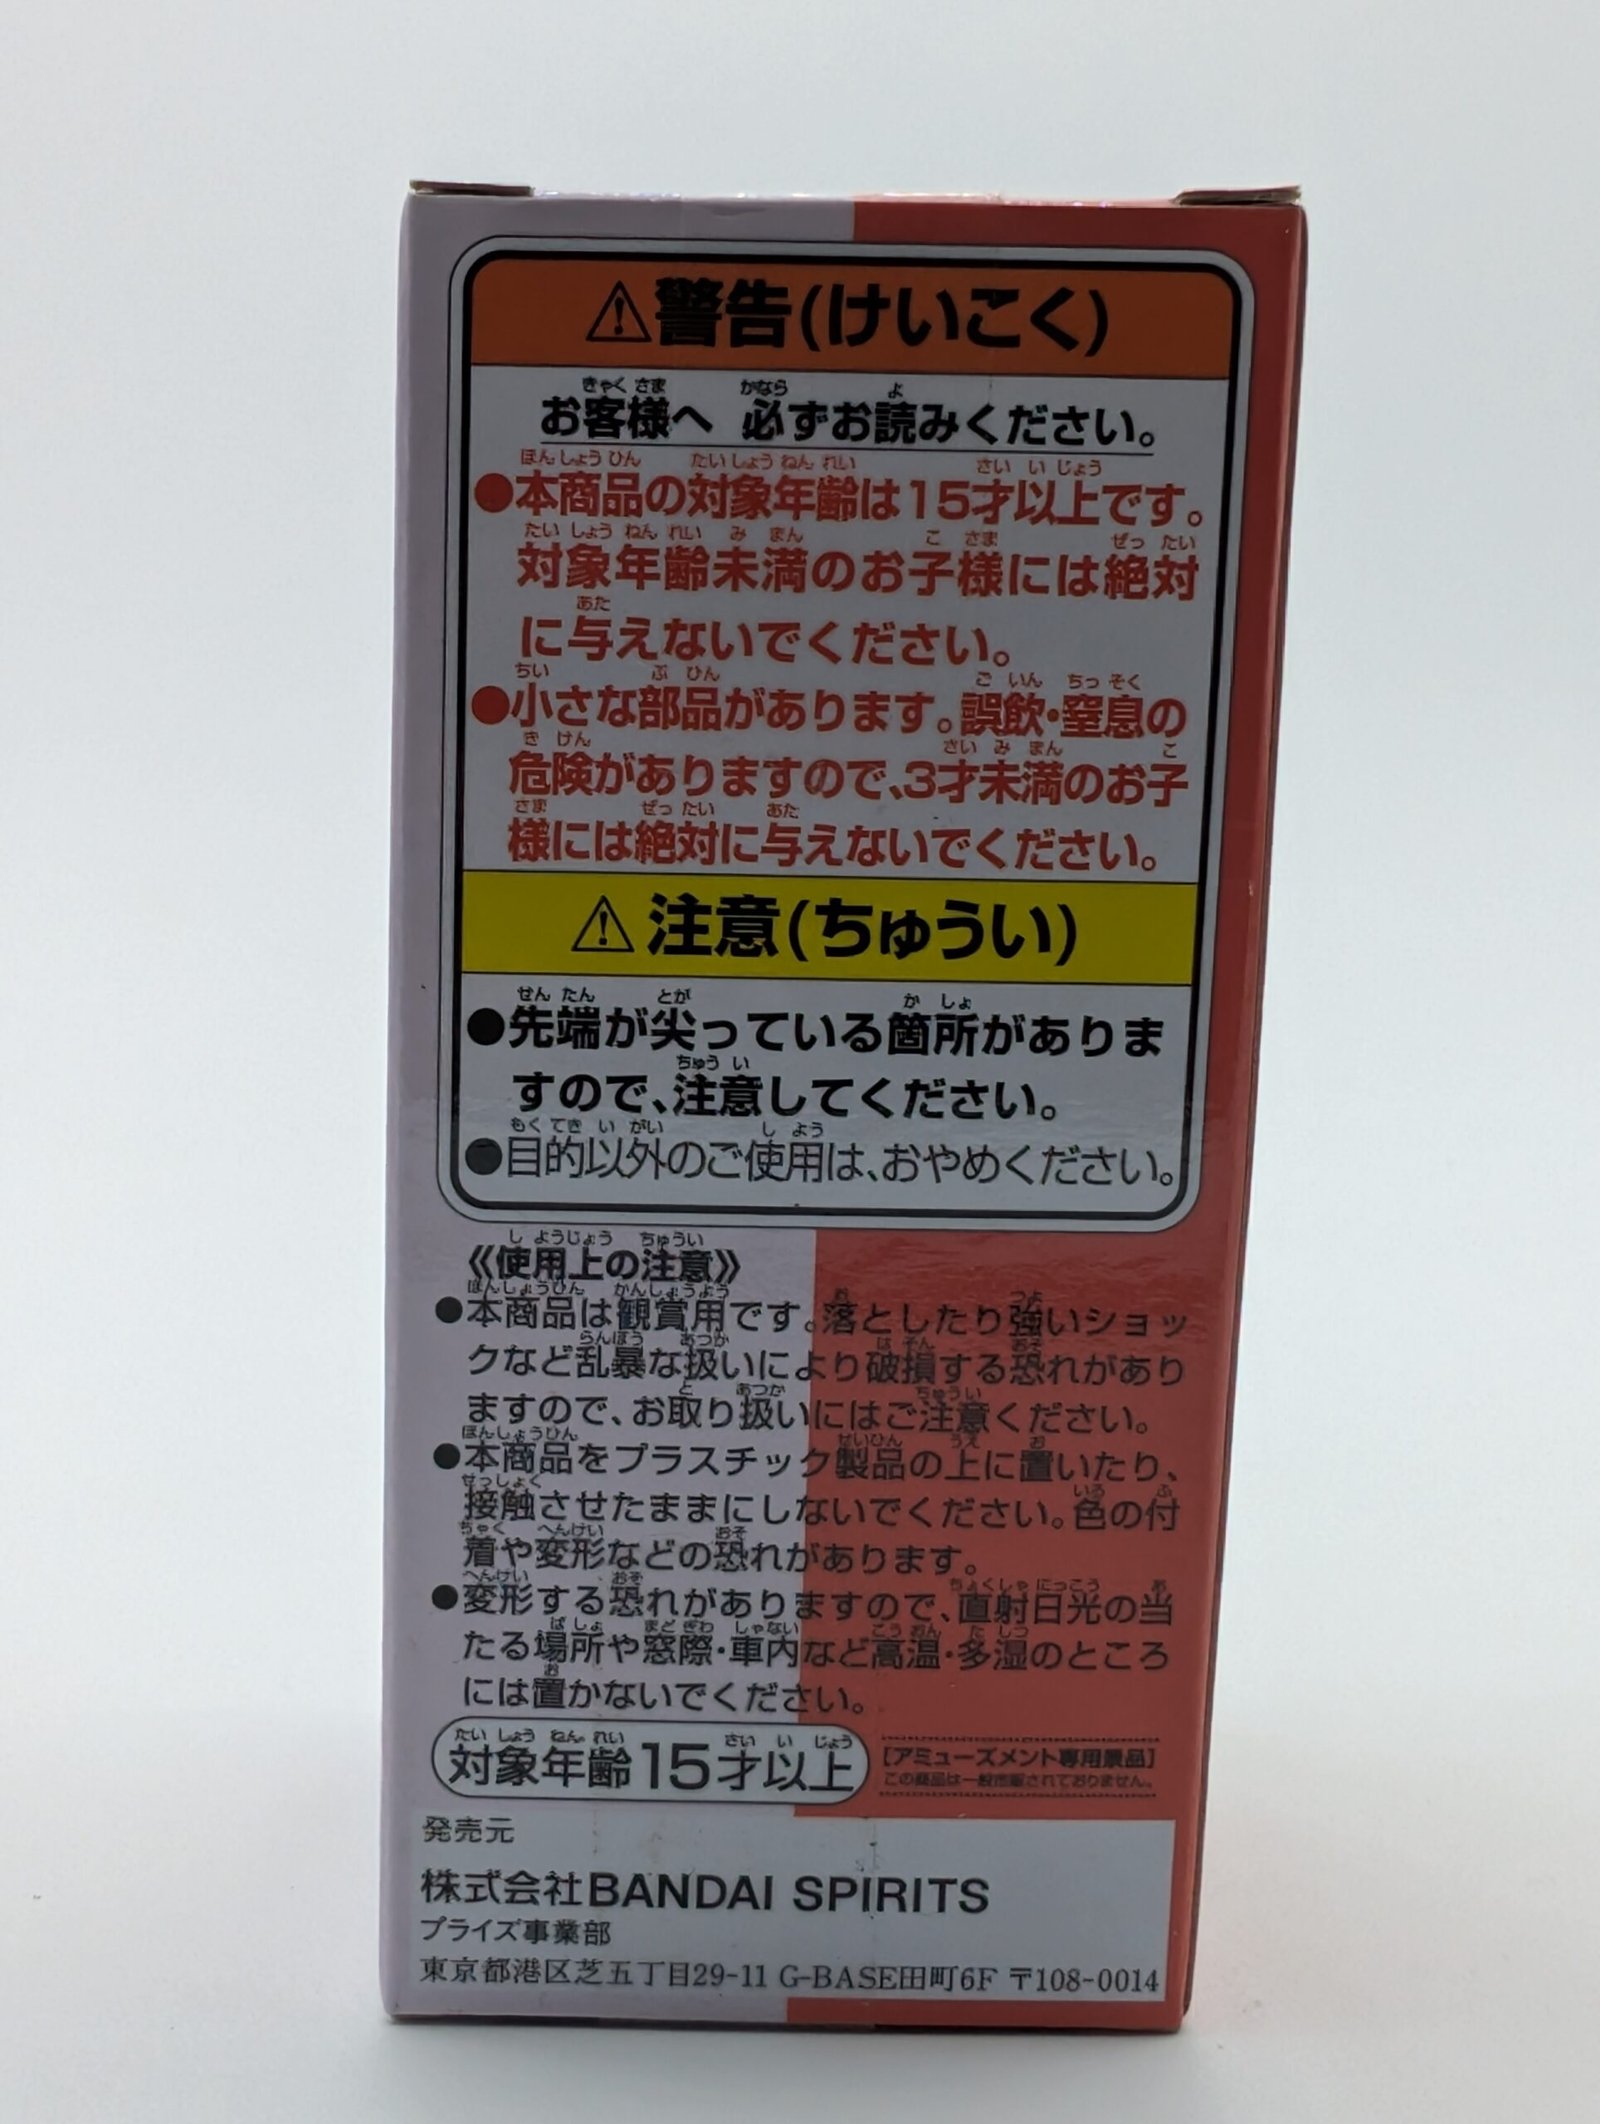 ⚠警告(けいこく)
お客様へ 必ずお読みください。
●本商品の対象年齢は15才以上です。
対象年齢未満のお子様には絶対
に与えないでください。
●小さな部品があります。誤飲・窒息の
危険がありますので、3才未満のお子
様には絶対に与えないでください。
⚠注意(ちゅうい)
●先端が尖っている箇所がありま
すので、注意してください。
●目的以外のご使用は、おやめください。
《使用上の注意》
●本商品は観賞用です。落としたり強いショッ
クなど乱暴な扱いにより破損する恐れがあり
ますので、お取り扱いにはご注意ください。
●本商品をプラスチック製品の上に置いたり、
接触させたままにしないでください。色の付
着や変形などの恐れがあります。
●変形する恐れがありますので、直射日光の当
たる場所や窓際・車内など高温・多湿のところ
には置かないでください。
対象年齢15才以上
[アミューズメント専用景品]
この商品は一般市販されておりません。
発売元
株式会社BANDAI SPIRITS
プライズ事業部
東京都港区芝五丁目29-11 G-BASE田町6F 〒108-0014